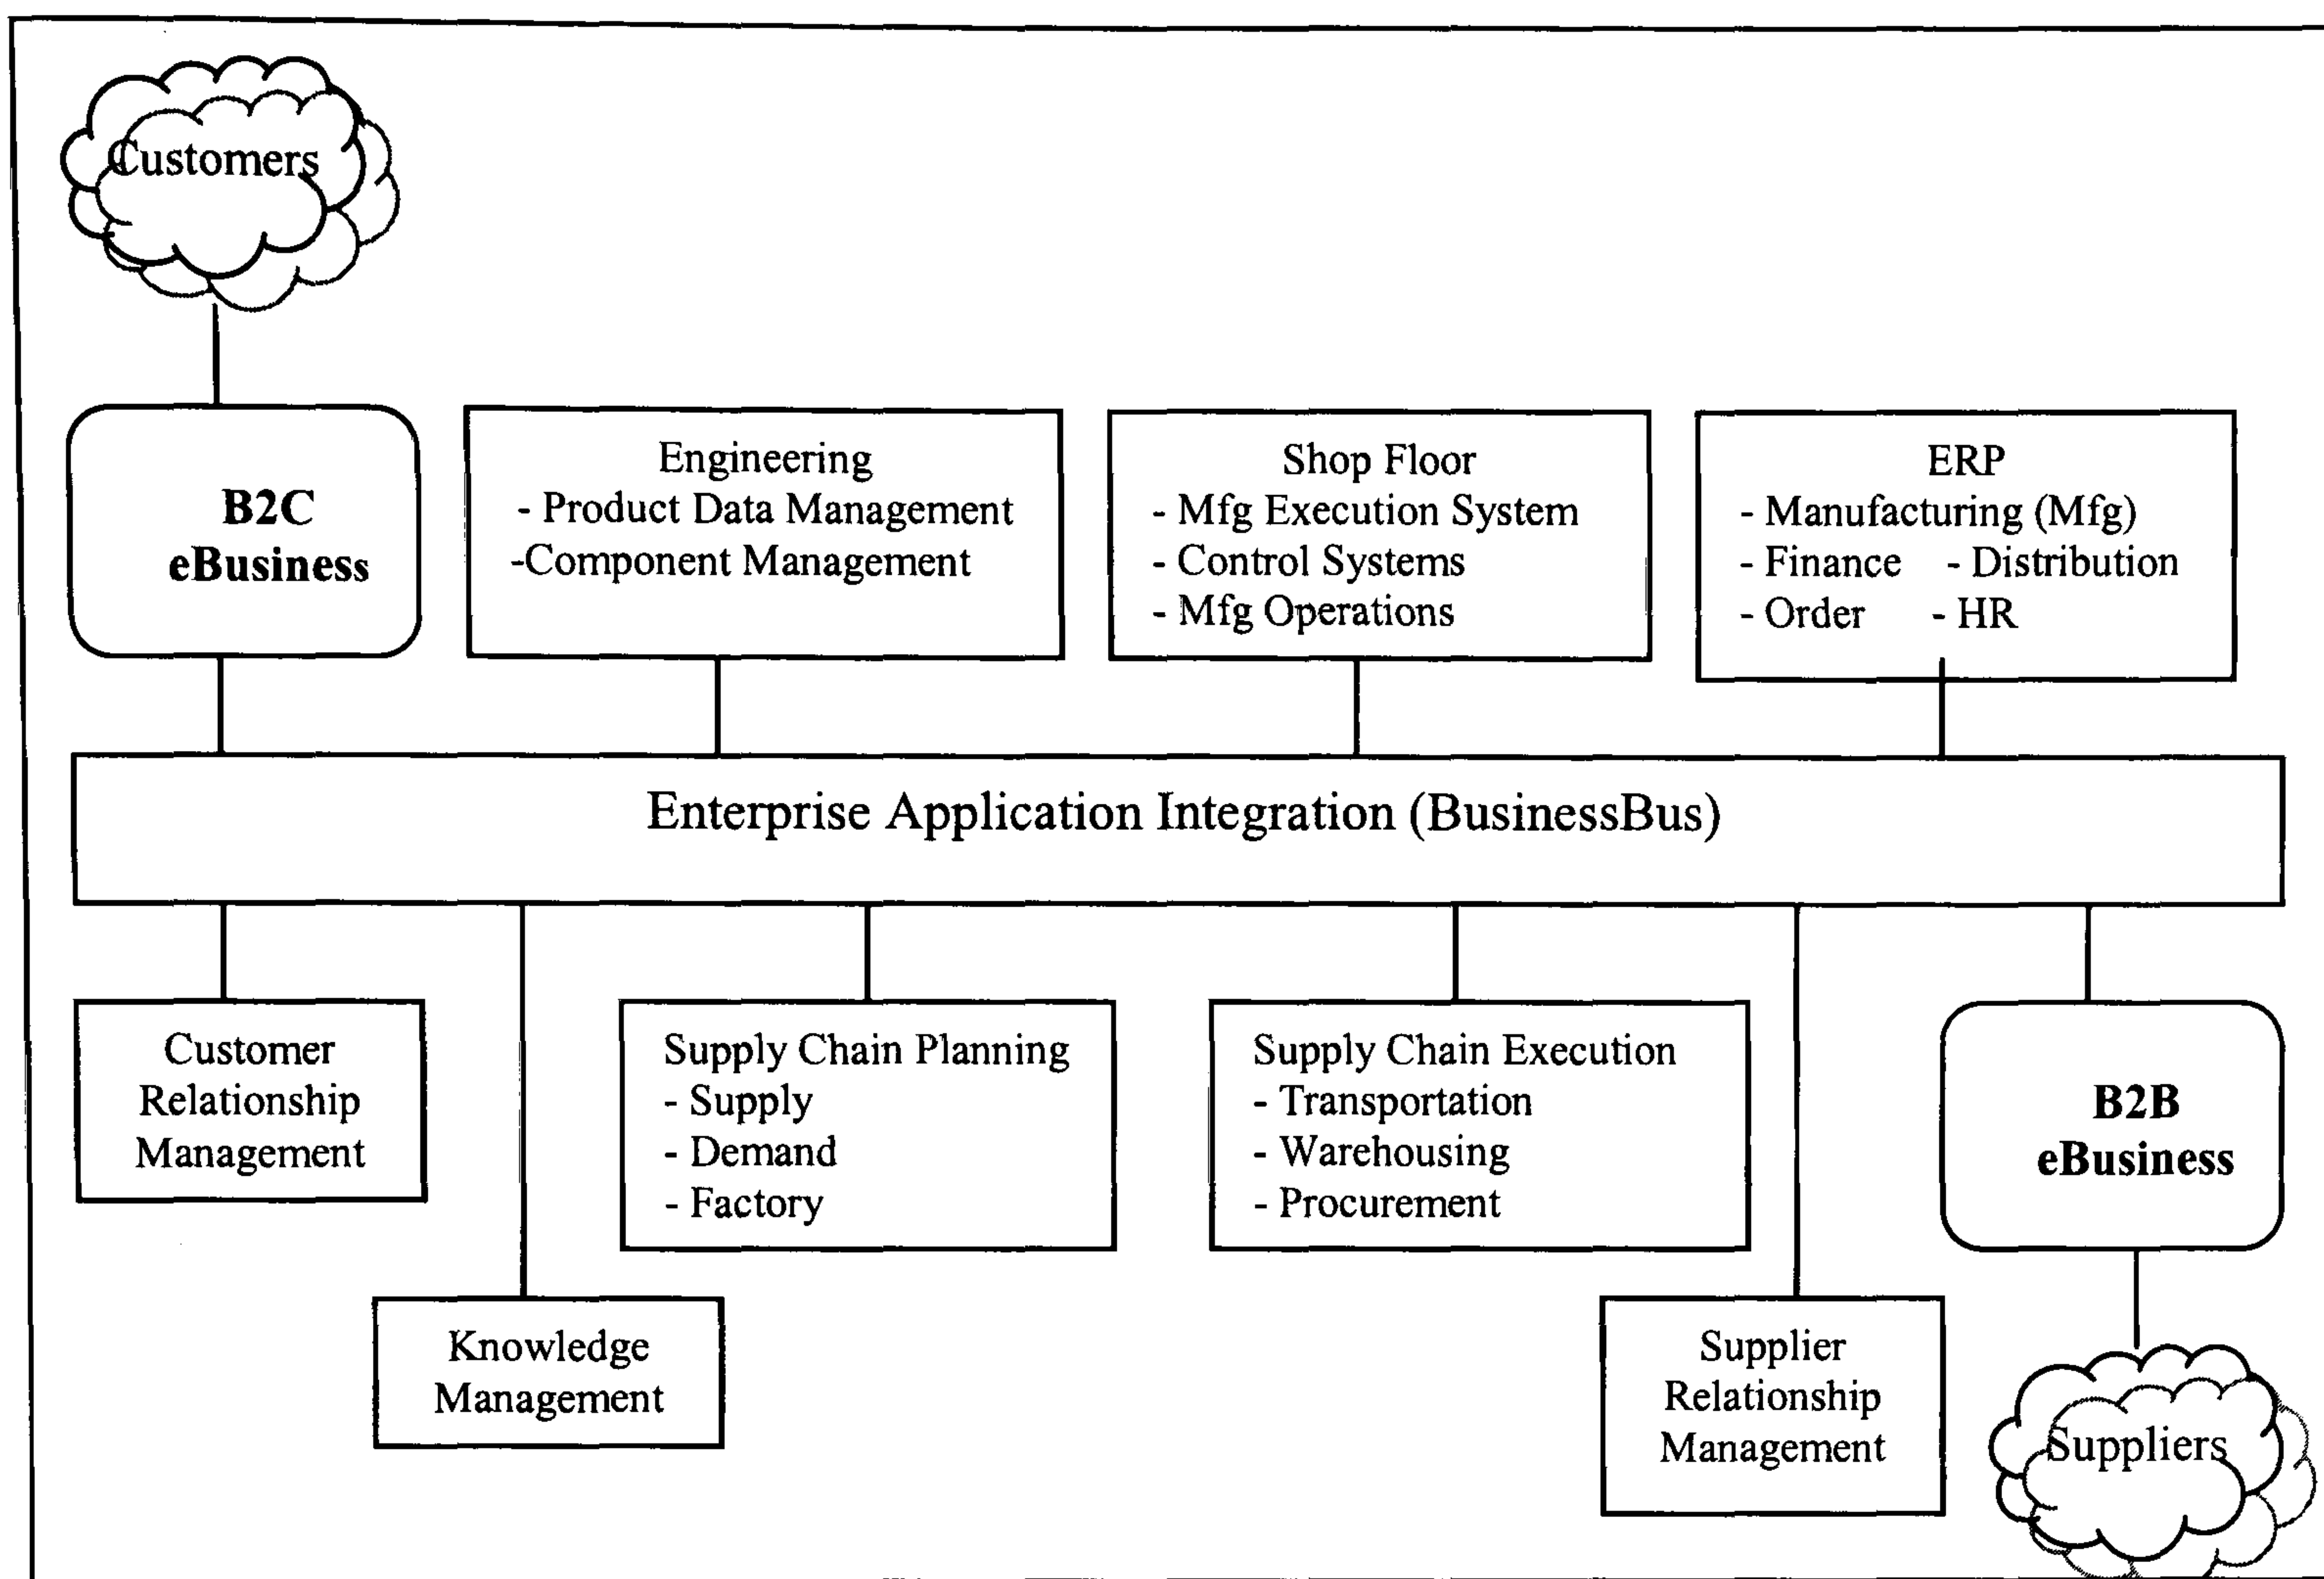 Customers
B2C
eBusiness
Engineering
- Product Data Management
-Component Management
Shop Floor
- Mfg Execution System
- Control Systems
- Mfg Operations
ERP
- Manufacturing (Mfg)
- Finance - Distribution
- Order - HR
Enterprise Application Integration (BusinessBus)
Customer
Relationship
Management
Knowledge
Management
Supply Chain Planning
- Supply
- Demand
- Factory
Supply Chain Execution
- Transportation
- Warehousing
- Procurement
Supplier
Relationship
Management
B2B
eBusiness
Suppliers